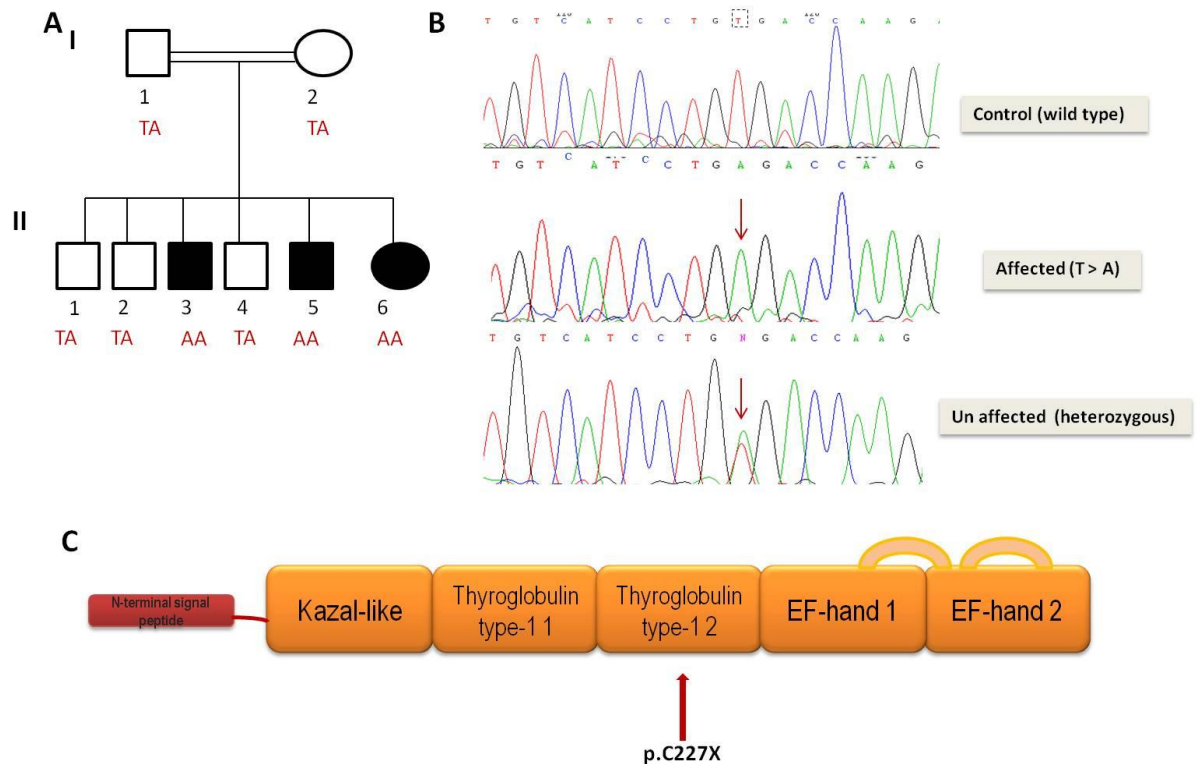 A
I
1
2
TA
TA
II
1
2
3
4
5
6
TA
TA
AA
TA
AA
AA
B
T G T C A T C C T G T G A C C A A G
Control (wild type)
T G T C A T C C T G A G A C C A A G
Affected (T > A)
T G T C A T C C T G N G A C C A A G
Un affected (heterozygous)
C
N-terminal signal
peptide
Kazal-like
Thyroglobulin
type-1 1
Thyroglobulin
type-1 2
EF-hand 1
EF-hand 2
p.C227X